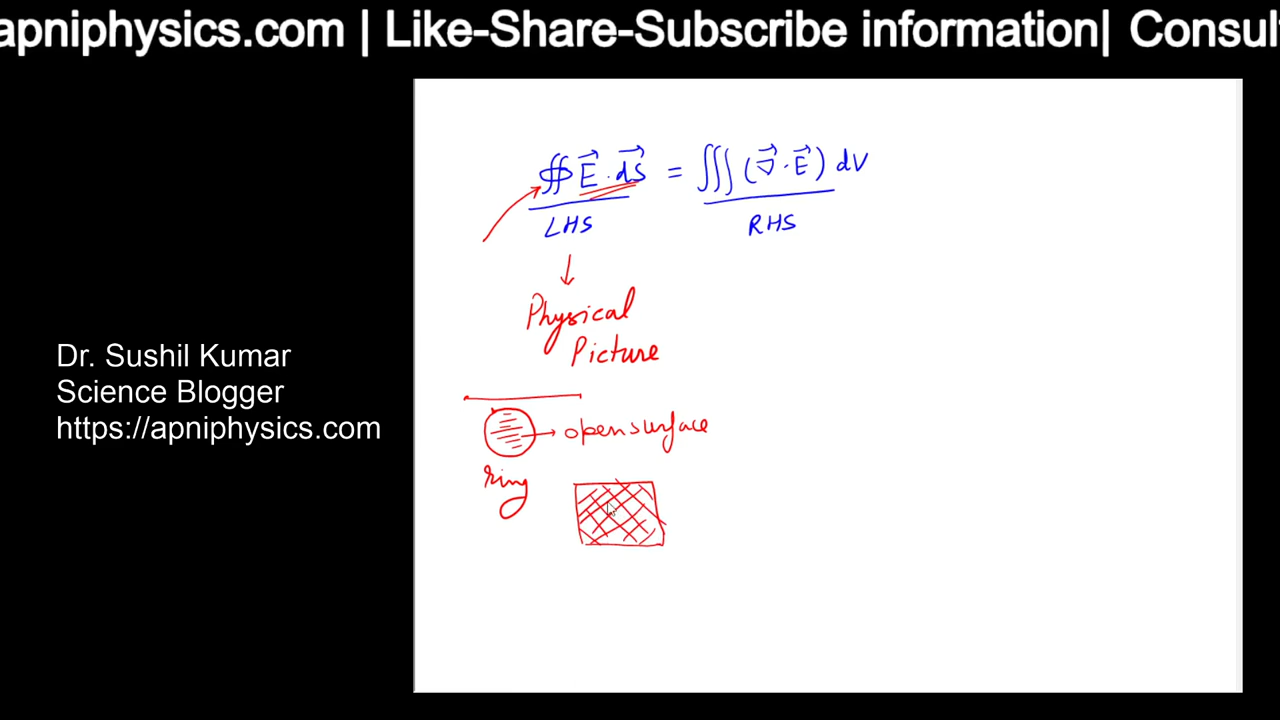 apniphysics.com | Like-Share-Subscribe information| Consul
∯ E⃗ · dS⃗ = ∭ (∇⃗ · E⃗) dV
LHS RHS
Physical
Picture
open surface
ring
Dr. Sushil Kumar
Science Blogger
https://apniphysics.com